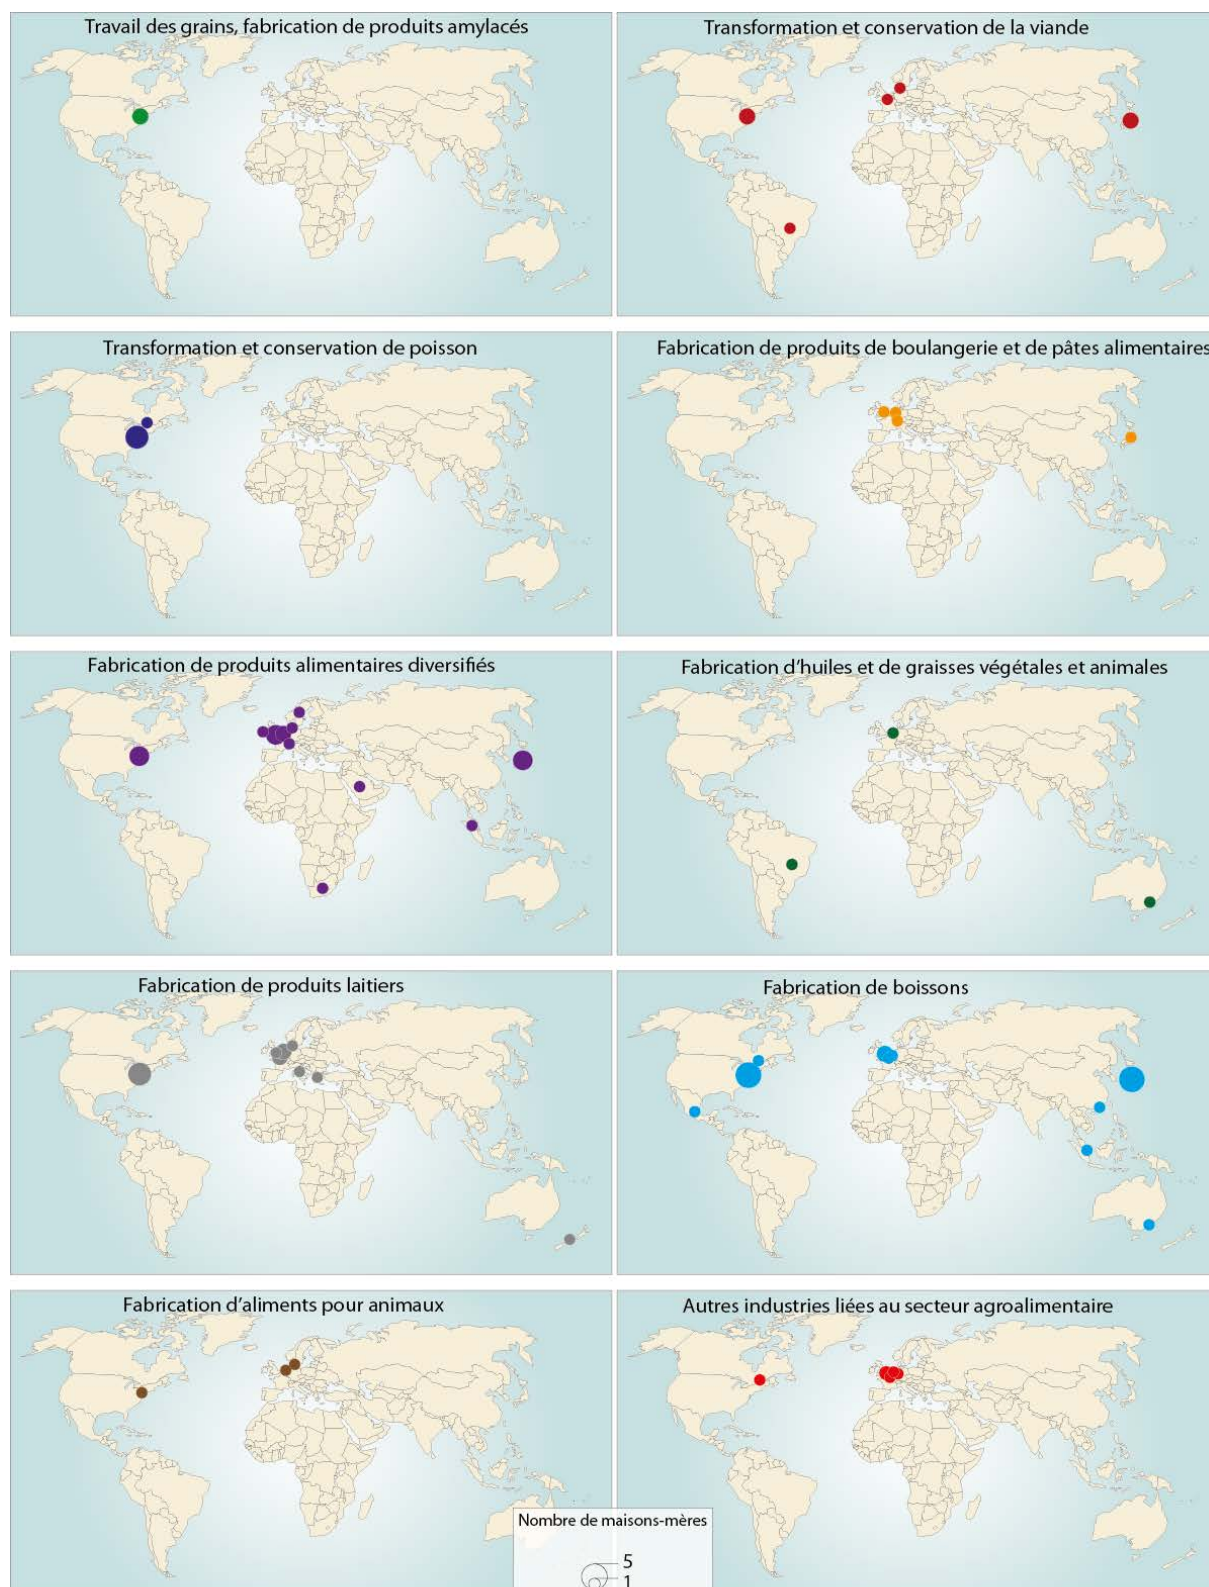 Travail des grains, fabrication de produits amylacés
Transformation et conservation de la viande
Transformation et conservation de poisson
Fabrication de produits de boulangerie et de pâtes alimentaires
Fabrication de produits alimentaires diversifiés
Fabrication d'huiles et de graisses végétales et animales
Fabrication de produits laitiers
Fabrication de boissons
Fabrication d'aliments pour animaux
Autres industries liées au secteur agroalimentaire
Nombre de maisons-mères
5
1